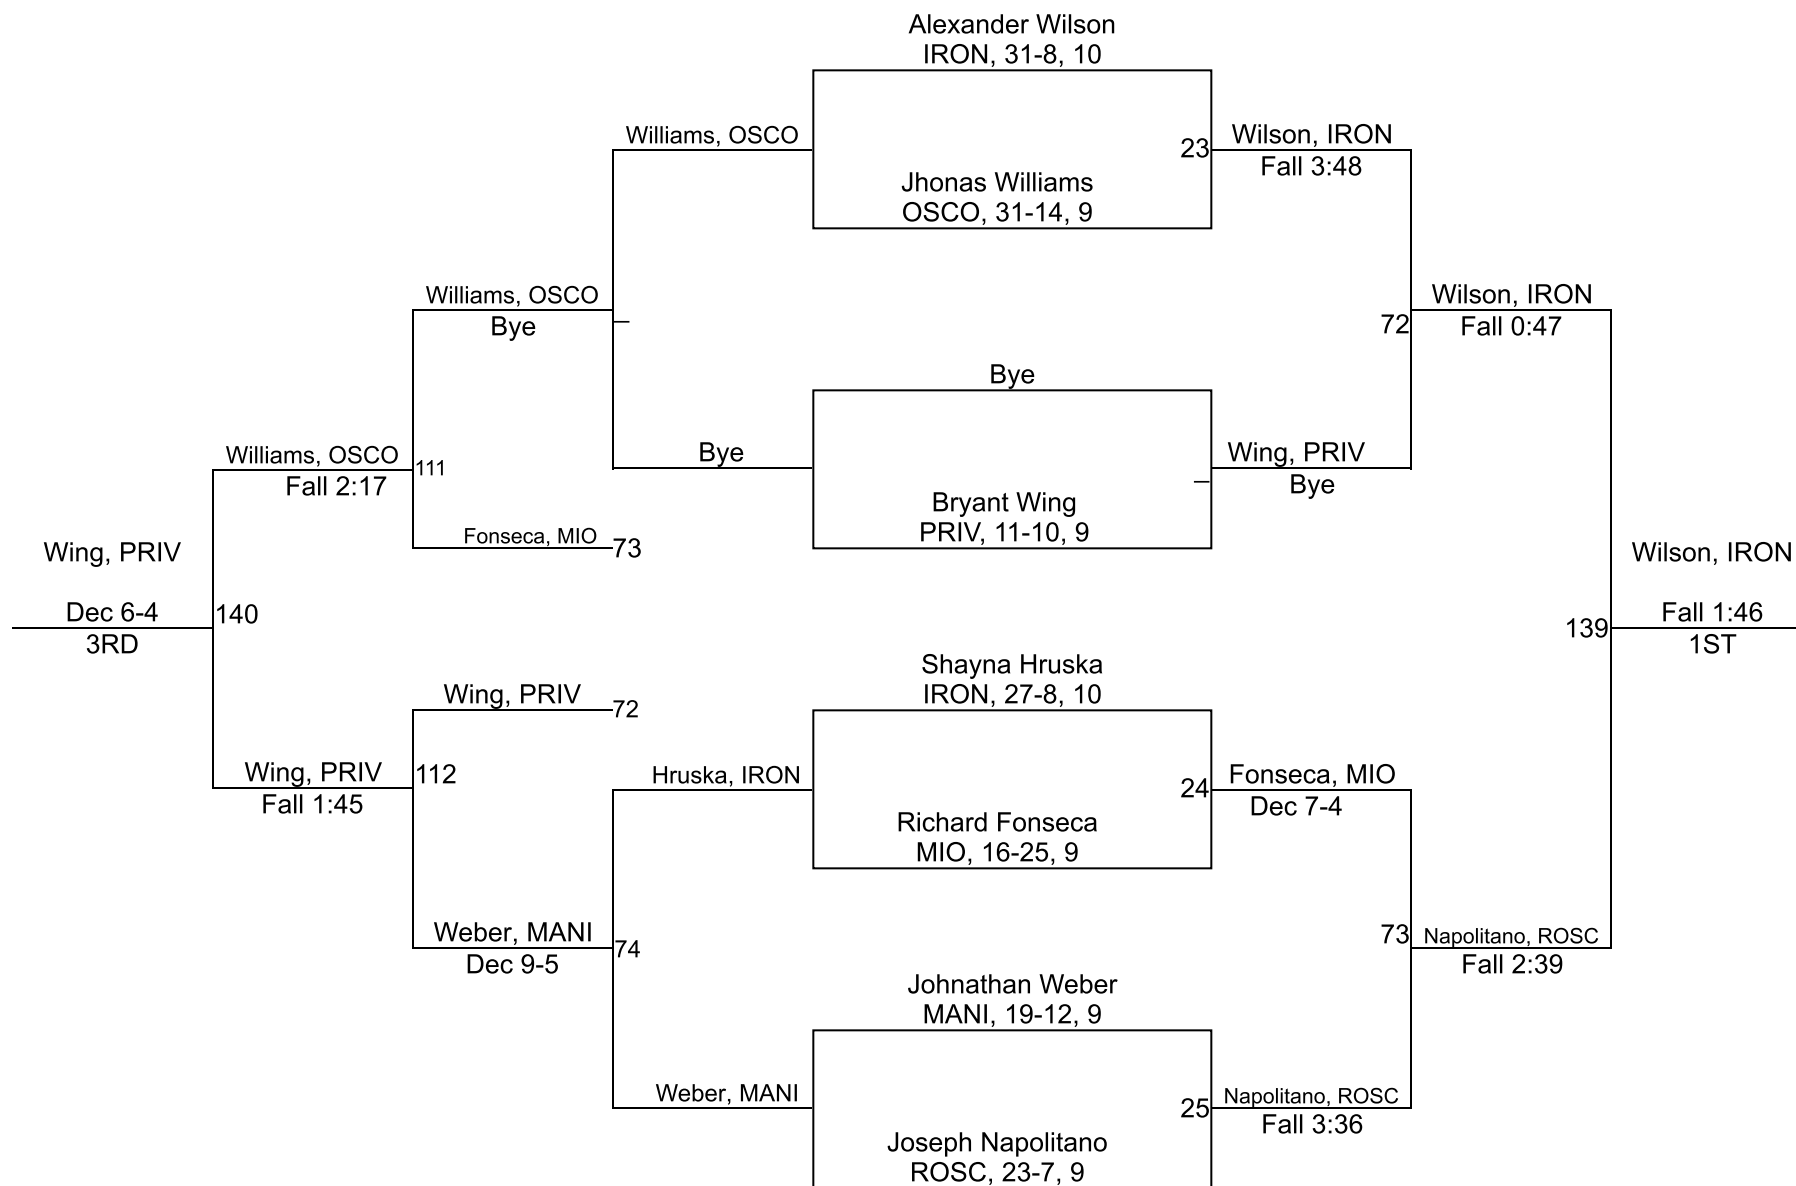 Alexander Wilson
IRON, 31-8, 10
Williams, OSCO
23
Wilson, IRON
Fall 3:48
Jhonas Williams
OSCO, 31-14, 9
Williams, OSCO
Bye
72
Wilson, IRON
Fall 0:47
Bye
Williams, OSCO
Fall 2:17
111
Bye
Wing, PRIV
Bye
Bryant Wing
PRIV, 11-10, 9
Fonseca, MIO
73
Wing, PRIV
Dec 6-4
3RD
140
Wilson, IRON
139
Fall 1:46
1ST
Shayna Hruska
IRON, 27-8, 10
Wing, PRIV
72
Wing, PRIV
Fall 1:45
112
Hruska, IRON
24
Fonseca, MIO
Dec 7-4
Richard Fonseca
MIO, 16-25, 9
Weber, MANI
Dec 9-5
74
73
Napolitano, ROSC
Fall 2:39
Johnathan Weber
MANI, 19-12, 9
Weber, MANI
25
Napolitano, ROSC
Fall 3:36
Joseph Napolitano
ROSC, 23-7, 9